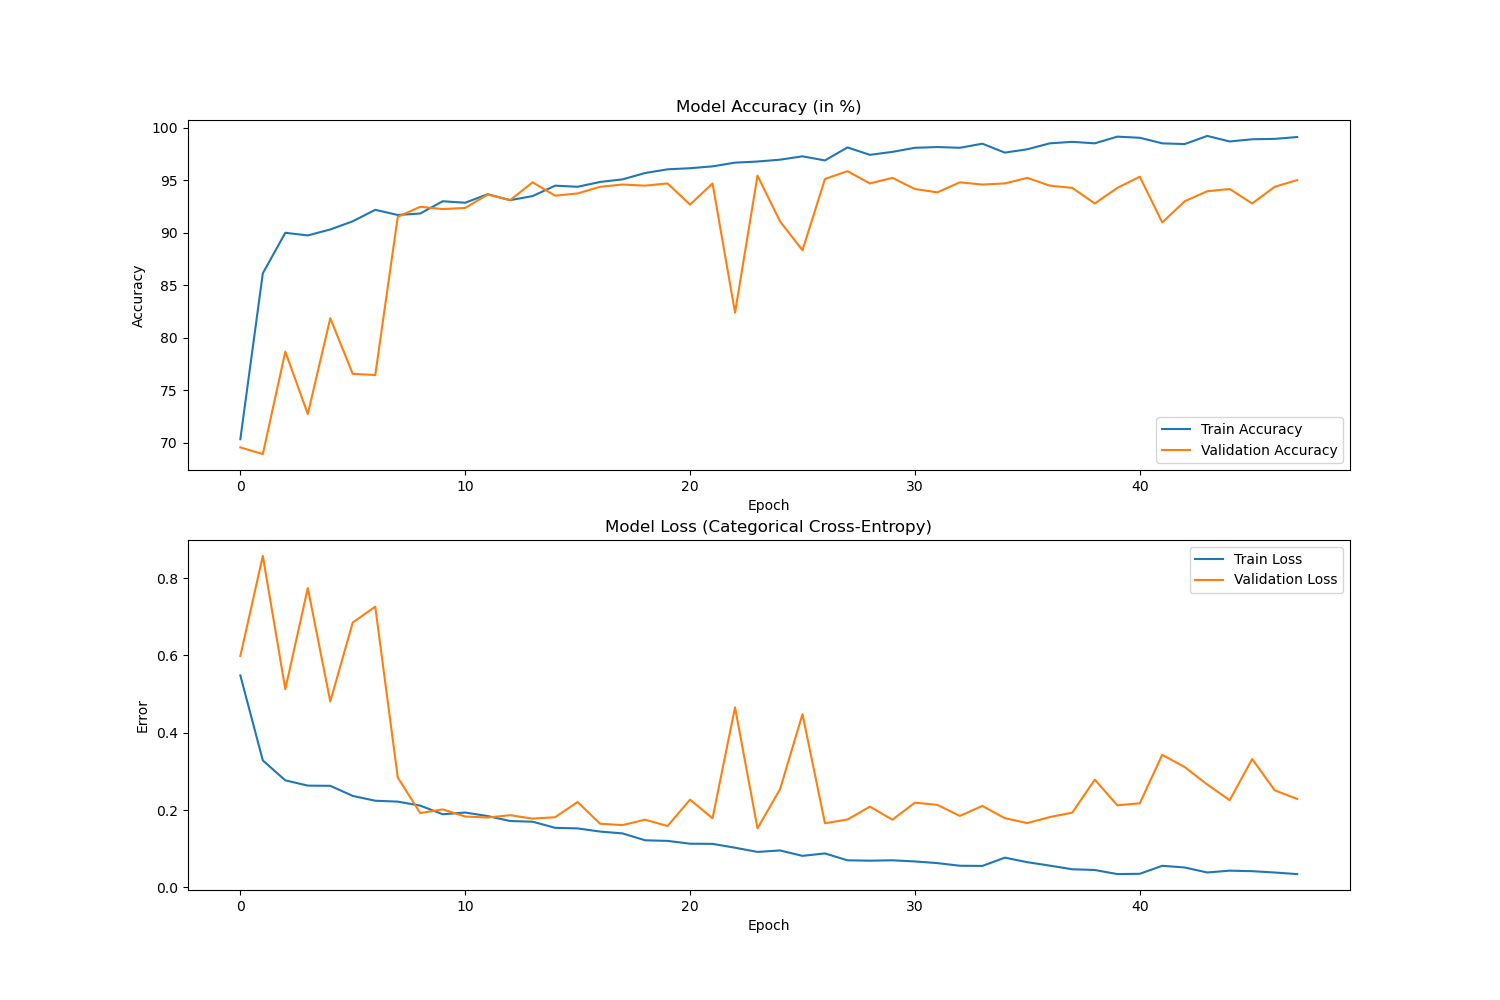 Model Accuracy (in %)
100
95
90
85
80
75
70
Accuracy
Train Accuracy
Validation Accuracy
0 10 20 30 40
Epoch
Model Loss (Categorical Cross-Entropy)
0.8
0.6
0.4
0.2
0.0
Error
Train Loss
Validation Loss
0 10 20 30 40
Epoch